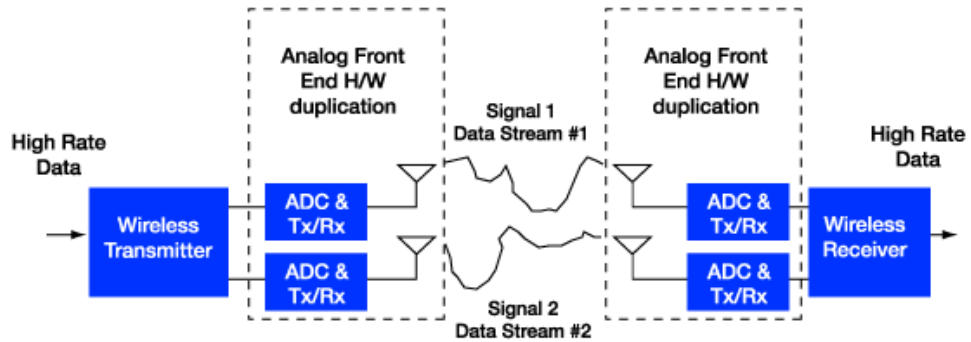 High Rate
Data
Wireless
Transmitter
Analog Front
End H/W
duplication
ADC &
Tx/Rx
ADC &
Tx/Rx
Signal 1
Data Stream #1
Signal 2
Data Stream #2
Analog Front
End H/W
duplication
ADC &
Tx/Rx
ADC &
Tx/Rx
High Rate
Data
Wireless
Receiver